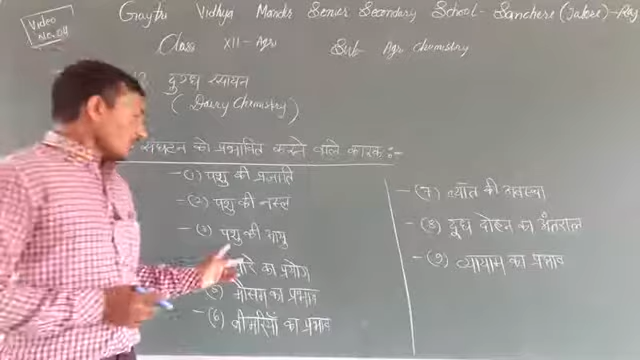 Video No. 04
Gaytri Vidhya Mandir Senior Secondary School - Sanchore (Jalore) - Raj
Class XII - Agri Sub - Agri Chemistry
दुग्ध रसायन
(Dairy Chemistry)
संघटन को प्रभावित करने वाले कारक :-
(1) पशु की प्रजाति
(2) पशु की नस्ल
(3) पशु की आयु
का प्रयोग
(5) मौसम का प्रभाव
(6) बीमारियों का प्रभाव
(7) ब्याँत की अवस्था
(8) दूध दोहन का अंतराल
(9) व्यायाम का प्रभाव